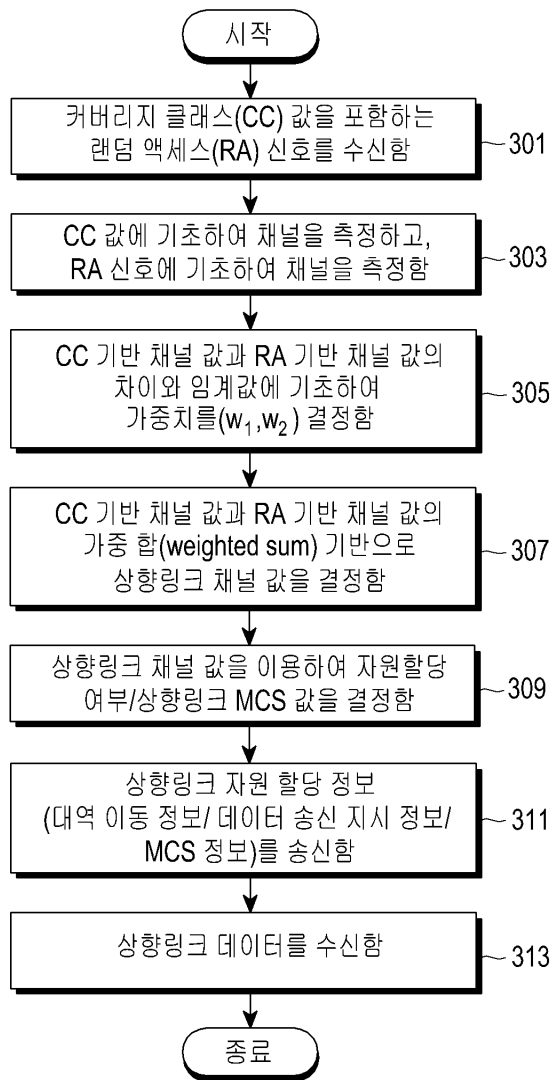 시작
커버리지 클래스(CC) 값을 포함하는
랜덤 액세스(RA) 신호를 수신함
301
CC 값에 기초하여 채널을 측정하고,
RA 신호에 기초하여 채널을 측정함
303
CC 기반 채널 값과 RA 기반 채널 값의
차이와 임계값에 기초하여
가중치를(w₁,w₂) 결정함
305
CC 기반 채널 값과 RA 기반 채널 값의
가중 합(weighted sum) 기반으로
상향링크 채널 값을 결정함
307
상향링크 채널 값을 이용하여 자원할당
여부/상향링크 MCS 값을 결정함
309
상향링크 자원 할당 정보
(대역 이동 정보/ 데이터 송신 지시 정보/
MCS 정보)를 송신함
311
상향링크 데이터를 수신함
313
종료